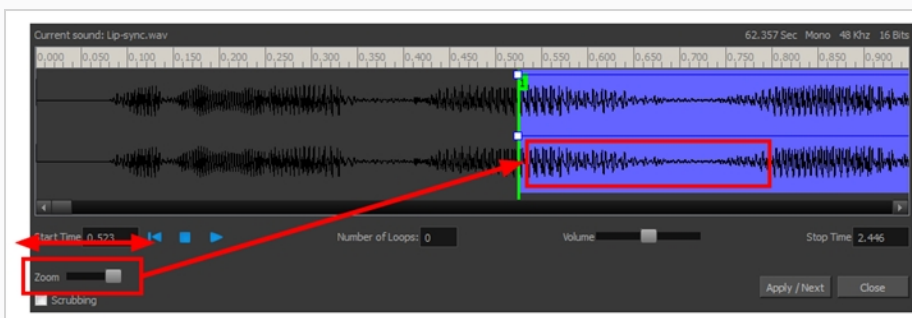 Current sound: Lip-sync.wav 62.357 Sec Mono 48 Khz 16 Bits
0.000 0.050 0.100 0.150 0.200 0.250 0.300 0.350 0.400 0.450 0.500 0.550 0.600 0.650 0.700 0.750 0.800 0.850 0.900
1
Start Time 0.523 Number of Loops: 0 Volume Stop Time 2.446
Zoom
Apply / Next Close
Scrubbing